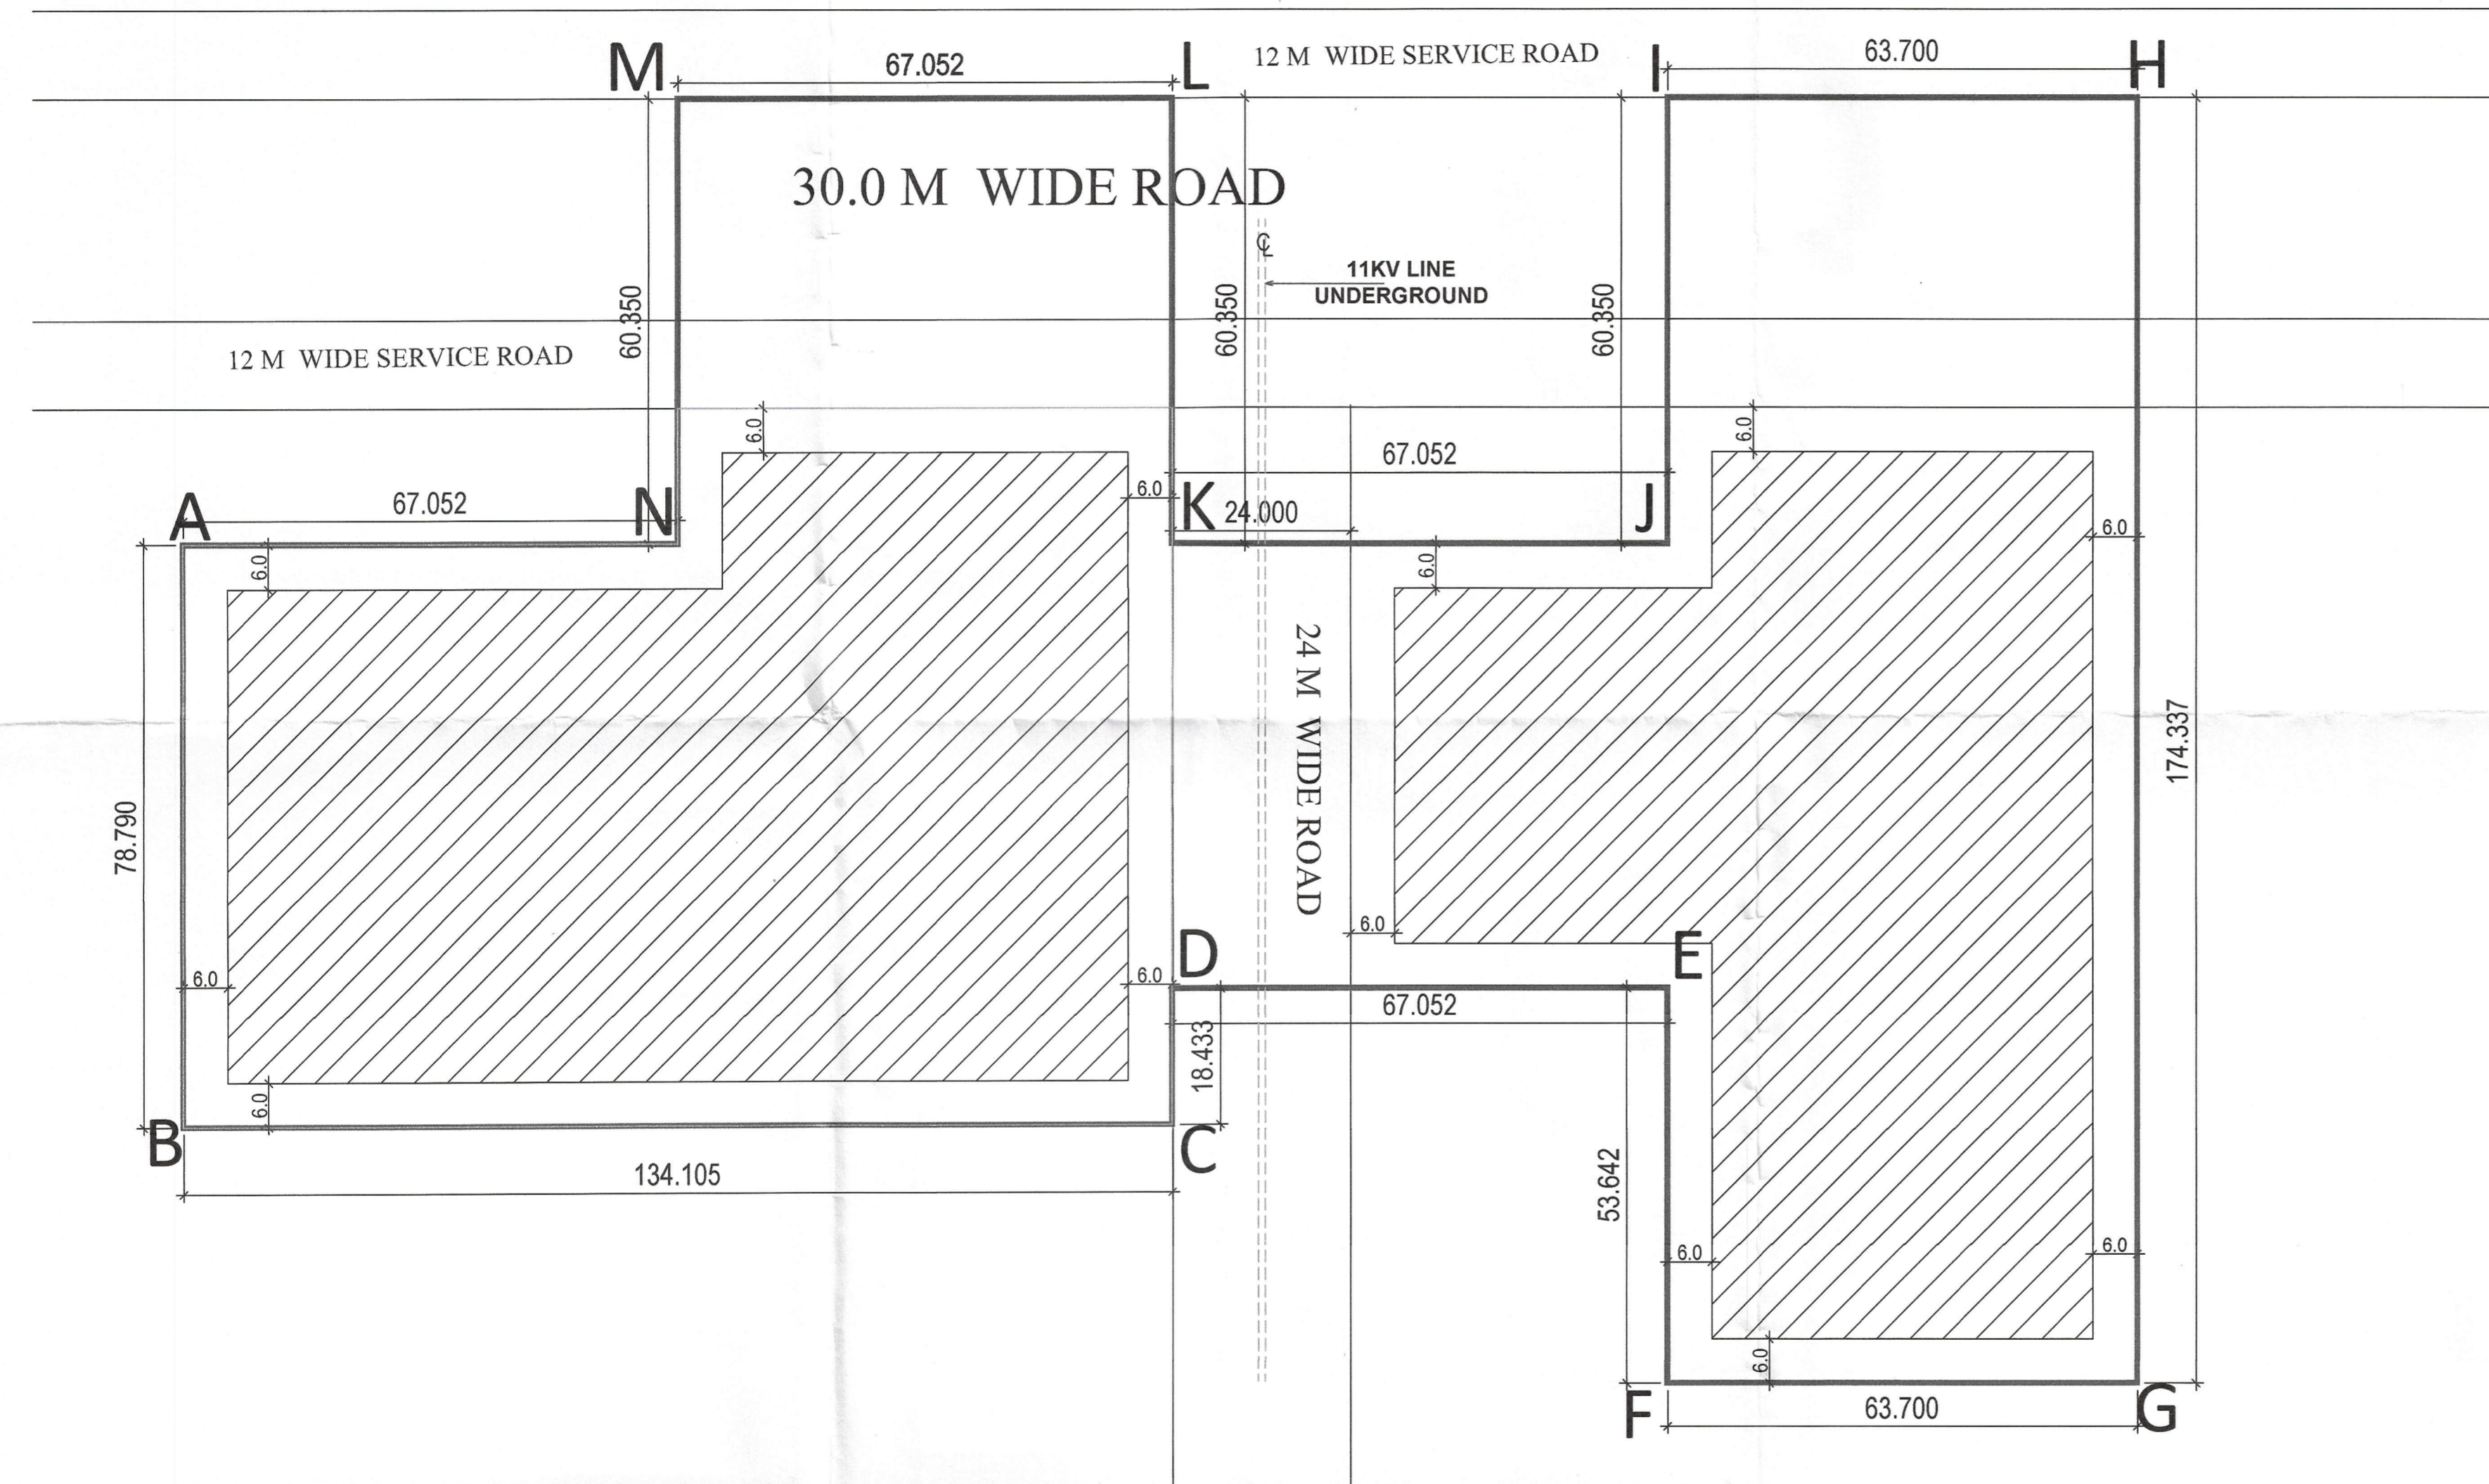 M
67.052
L
12 M WIDE SERVICE ROAD
I
63.700
H
30.0 M WIDE ROAD
℄
11KV LINE
UNDERGROUND
60.350
60.350
60.350
12 M WIDE SERVICE ROAD
6.0
6.0
67.052
A
67.052
N
6.0
K
24.000
J
6.0
6.0
6.0
24 M WIDE ROAD
174.337
78.790
6.0
D
E
6.0
6.0
67.052
18.433
6.0
B
C
134.105
53.642
6.0
6.0
6.0
F
63.700
G